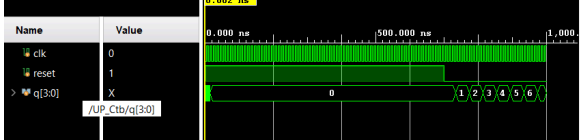 0.002 ns
Name Value 0.000 ns 500.000 ns 1,000.
clk 0
reset 1
q[3:0] X 0 1 2 3 4 5 6
/UP_Ctb/q[3:0]